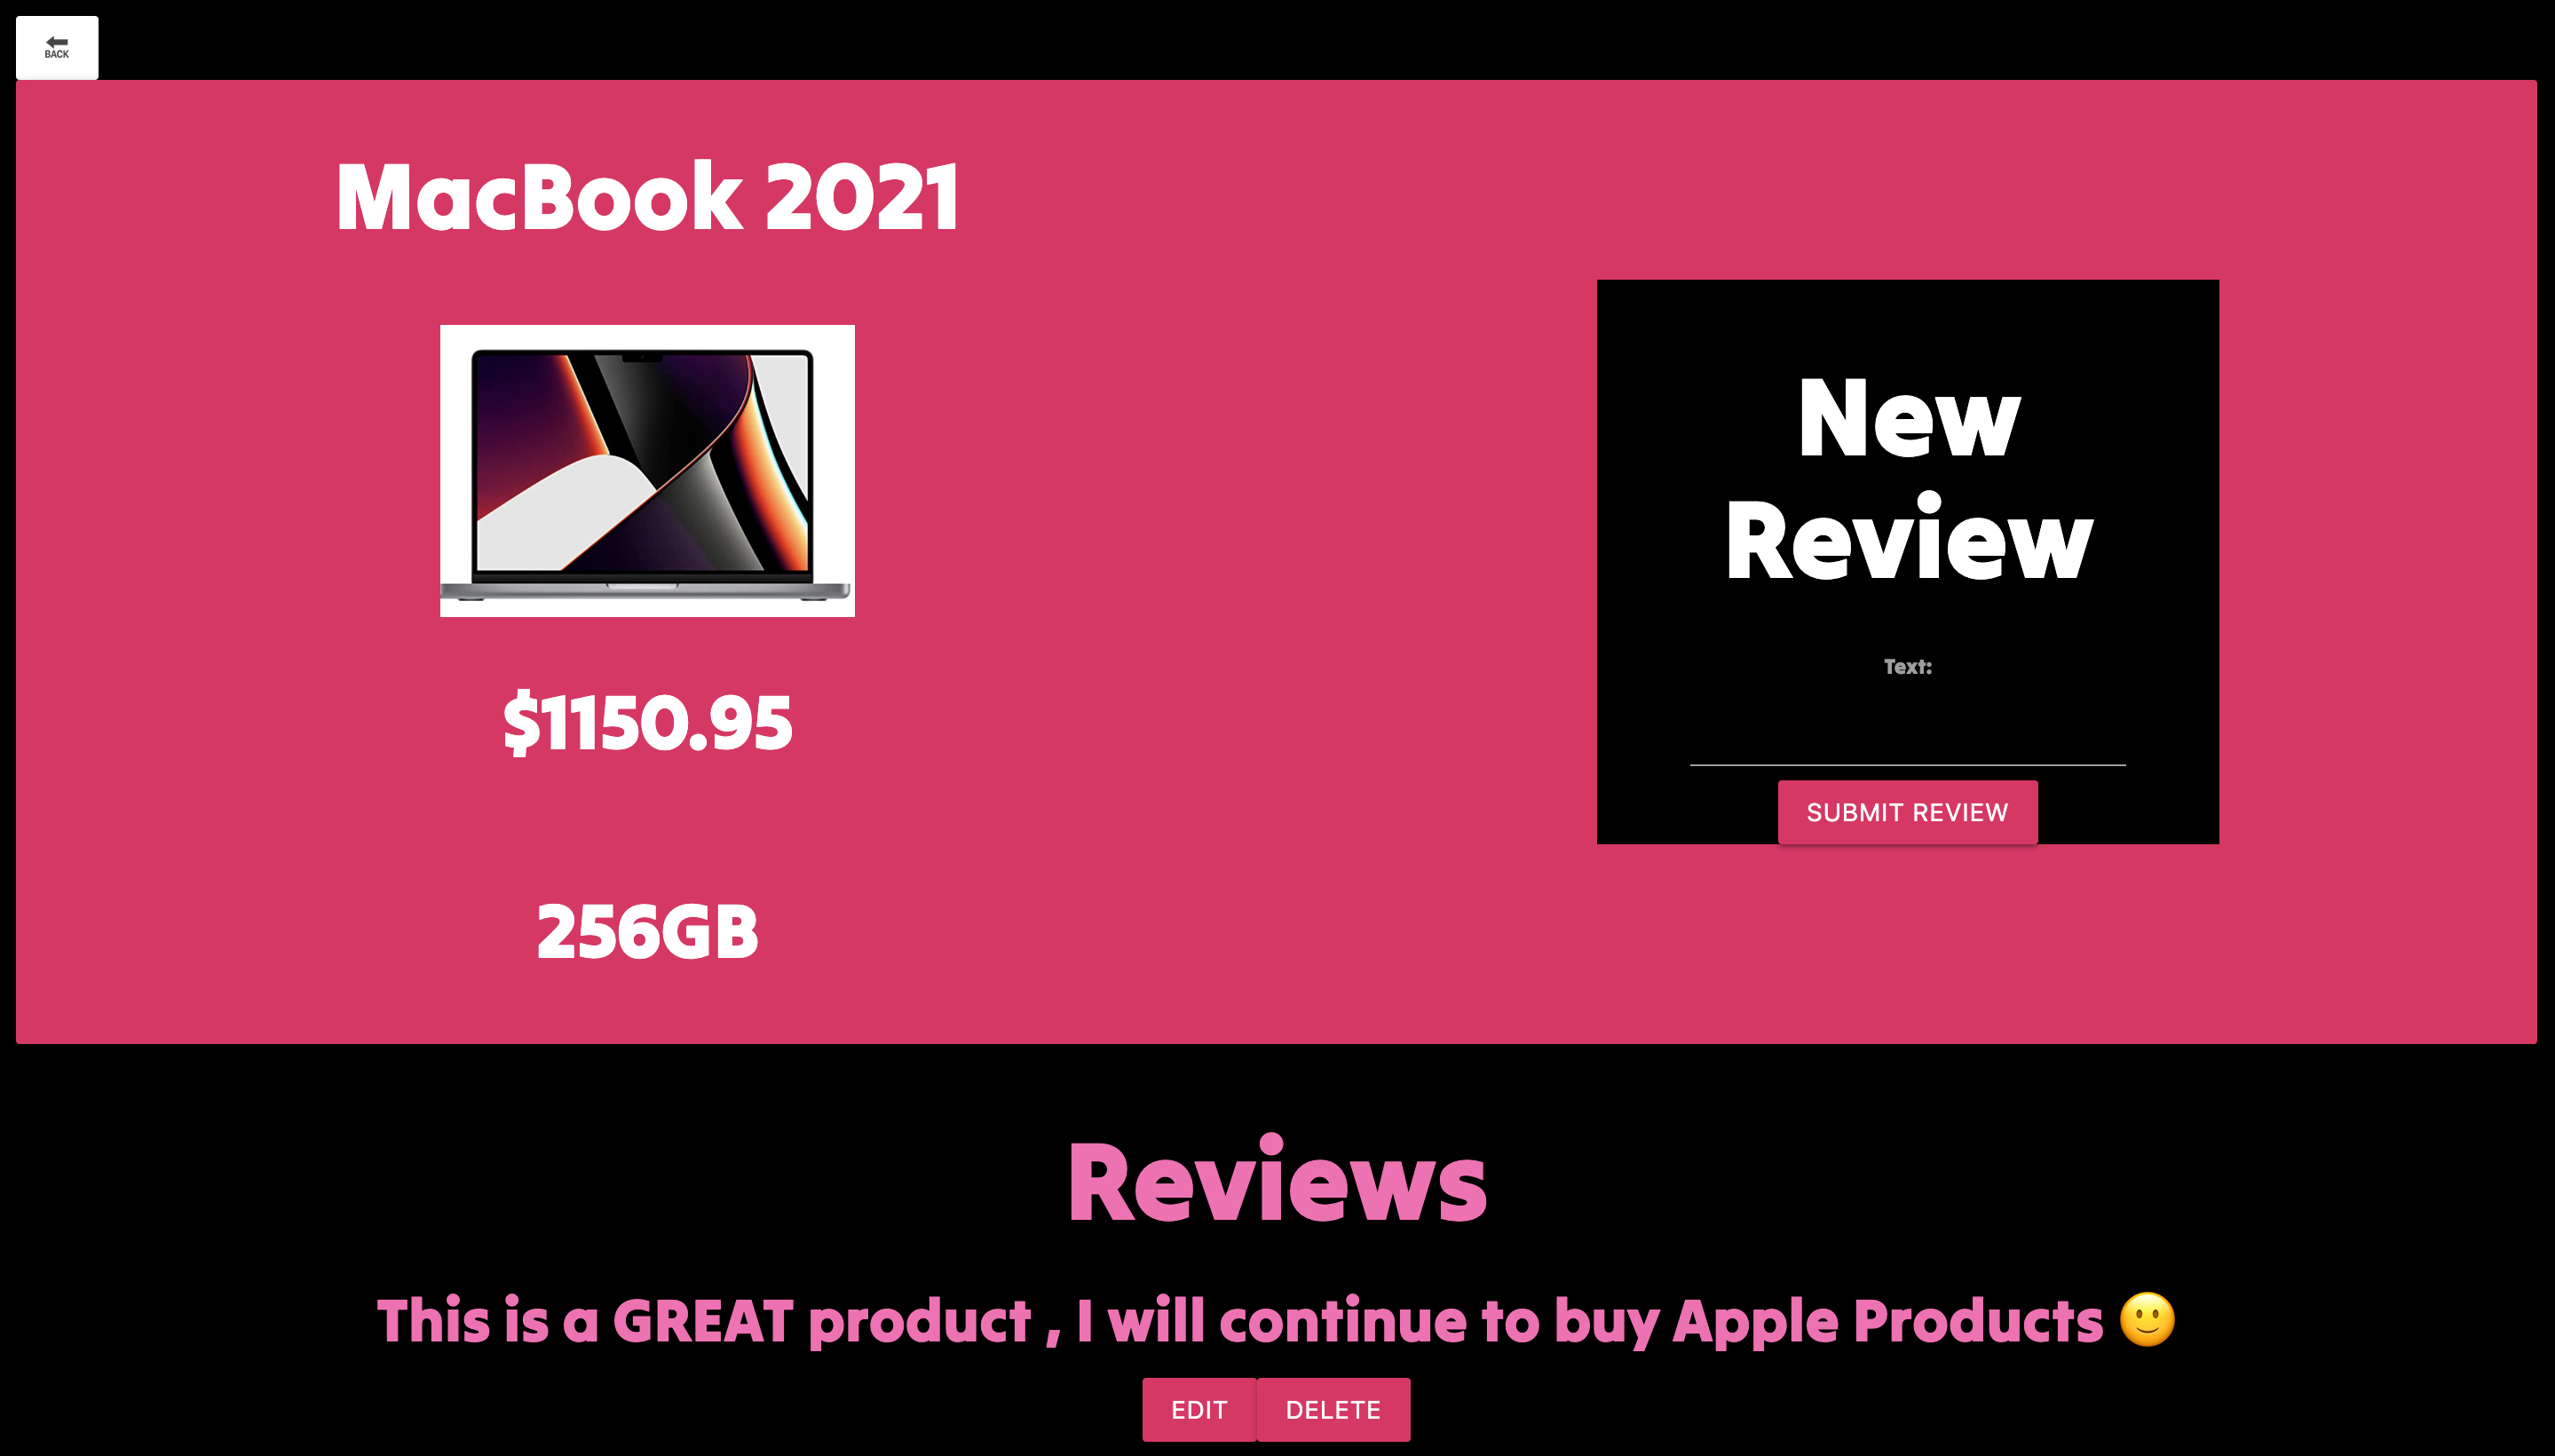 BACK
MacBook 2021
$1150.95
256GB
New
Review
Text:
SUBMIT REVIEW
Reviews
This is a GREAT product , I will continue to buy Apple Products 🙂
EDIT
DELETE